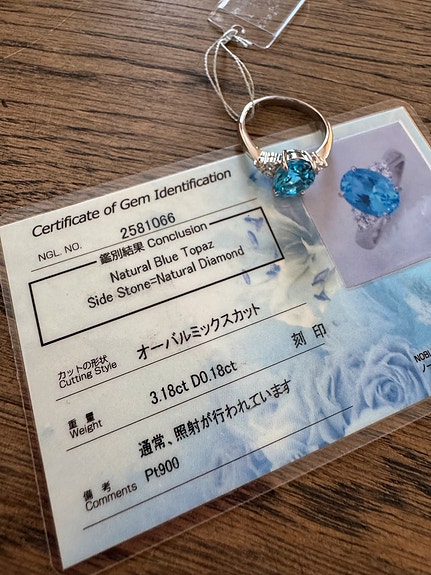 Certificate of Gem Identification
NGL. NO. 2581066
鑑別結果 Conclusion
Natural Blue Topaz
Side Stone=Natural Diamond
カットの形状 オーバルミックスカット
Cutting Style
重量 3.18ct D0.18ct 刻印
Weight
通常、照射が行われています
備考
Comments Pt900